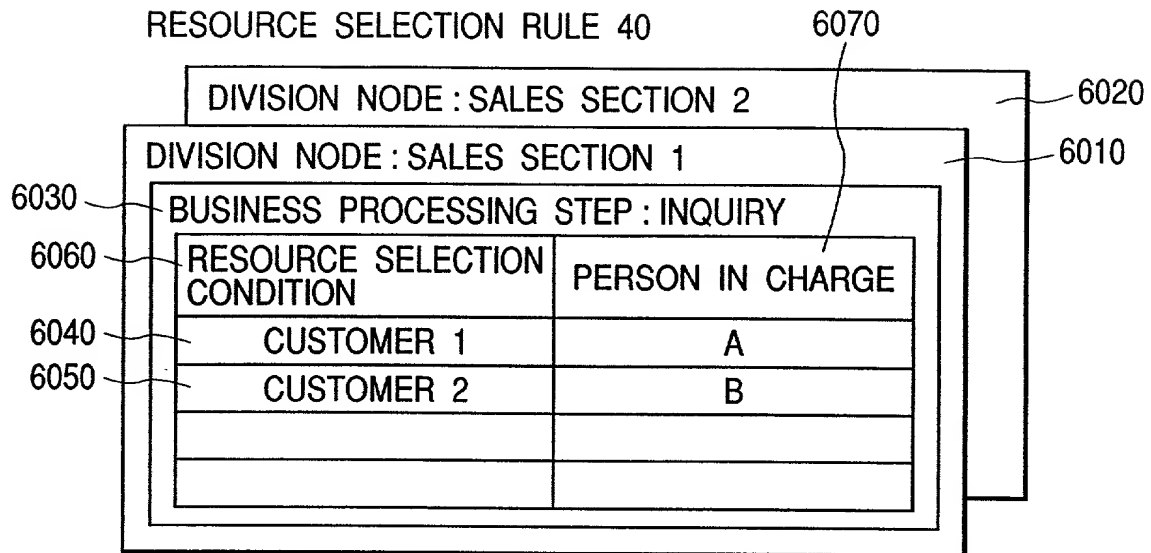 RESOURCE SELECTION RULE 40
6070
DIVISION NODE : SALES SECTION 2
6020
DIVISION NODE : SALES SECTION 1
6010
6030
BUSINESS PROCESSING STEP : INQUIRY
6060
RESOURCE SELECTION
CONDITION
PERSON IN CHARGE
6040
CUSTOMER 1
A
6050
CUSTOMER 2
B